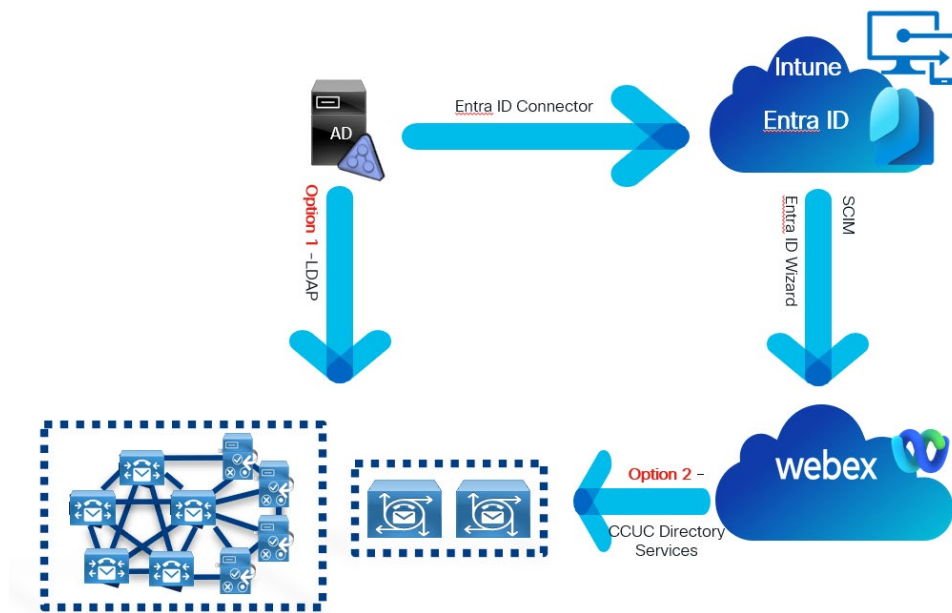 Intune
Entra ID
Entra ID Connector
AD
Option 1 -LDAP
SCIM
Entra ID Wizard
webex
Option 2 -
CCUC Directory
Services